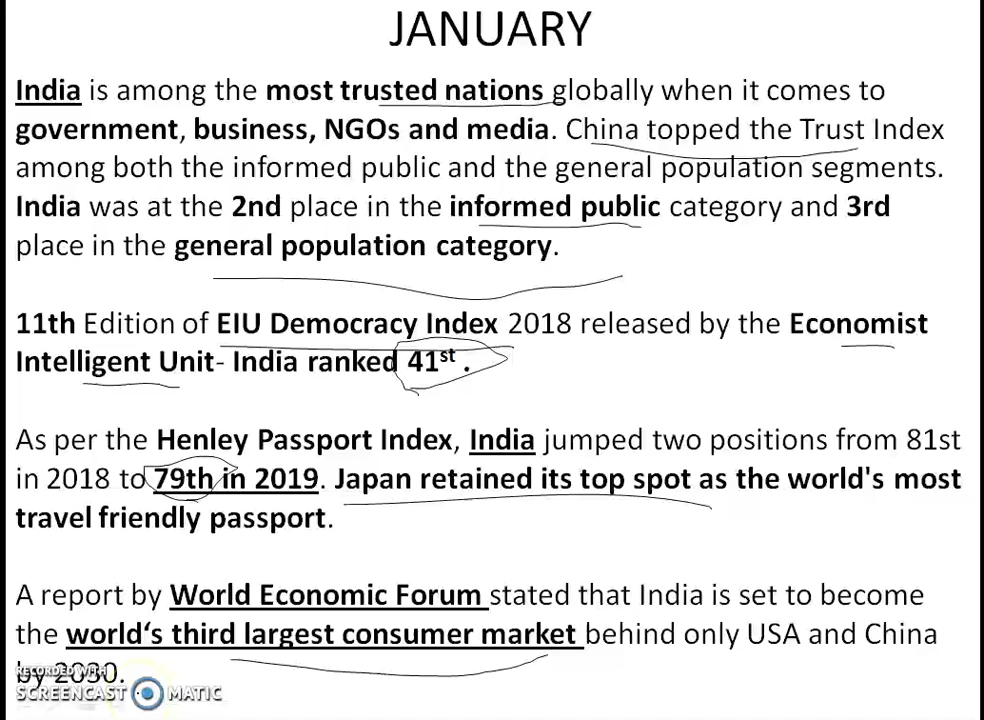 JANUARY
India is among the most trusted nations globally when it comes to
government, business, NGOs and media. China topped the Trust Index
among both the informed public and the general population segments.
India was at the 2nd place in the informed public category and 3rd
place in the general population category.
11th Edition of EIU Democracy Index 2018 released by the Economist
Intelligent Unit- India ranked 41st .
As per the Henley Passport Index, India jumped two positions from 81st
in 2018 to 79th in 2019. Japan retained its top spot as the world's most
travel friendly passport.
A report by World Economic Forum stated that India is set to become
the world‘s third largest consumer market behind only USA and China
by 2030.
RECORDED WITH
SCREENCAST MATIC